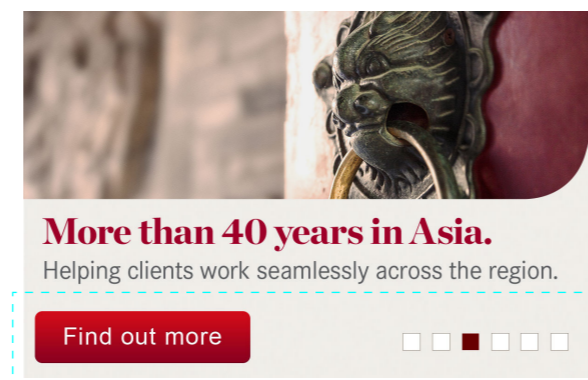 More than 40 years in Asia.
Helping clients work seamlessly across the region.
Find out more